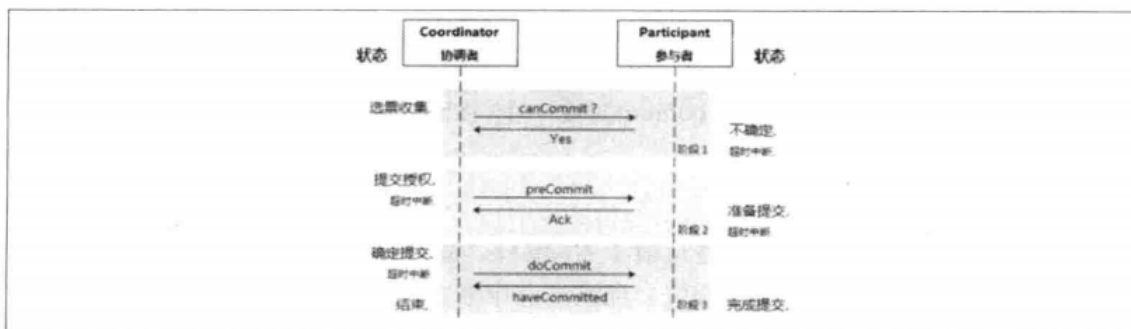 Coordinator
协调者
Participant
参与者
状态
状态
选票收集.
canCommit ?
Yes
不确定.
阶段 1
超时中断.
提交授权.
超时中断.
preCommit
Ack
准备提交.
阶段 2
超时中断.
确定提交.
超时中断.
doCommit
haveCommitted
结束.
阶段 3
完成提交.